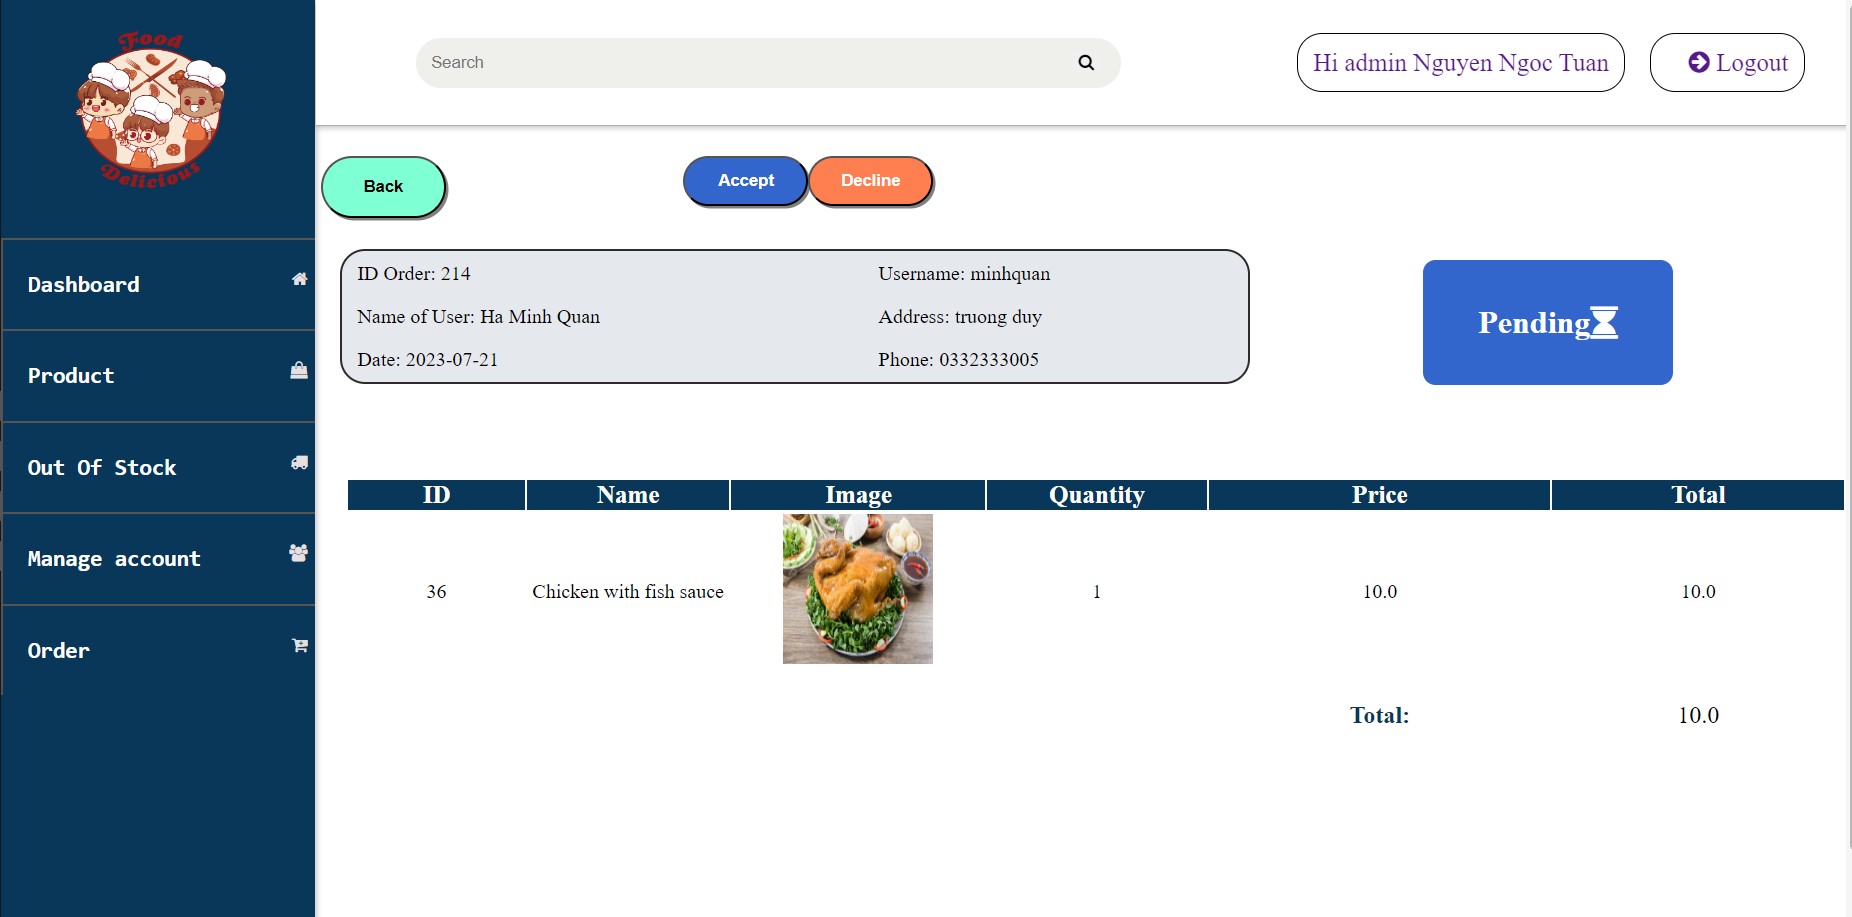 Food
Delicious
Search
Hi admin Nguyen Ngoc Tuan
Logout
Dashboard
Product
Out Of Stock
Manage account
Order
Back
Accept
Decline
ID Order: 214
Username: minhquan
Name of User: Ha Minh Quan
Address: truong duy
Date: 2023-07-21
Phone: 0332333005
Pending
ID Name Image Quantity Price Total
36 Chicken with fish sauce 1 10.0 10.0
Total: 10.0